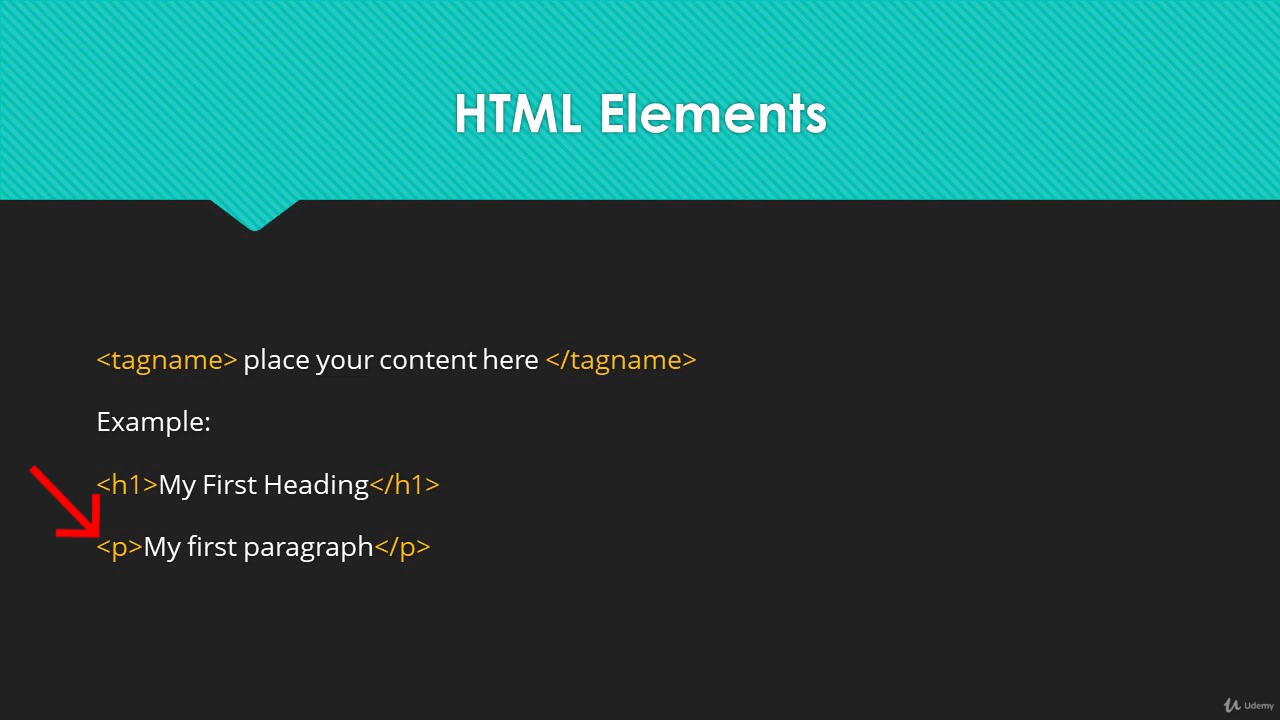 HTML Elements
<tagname> place your content here </tagname>
Example:
<h1>My First Heading</h1>
<p>My first paragraph</p>
Udemy